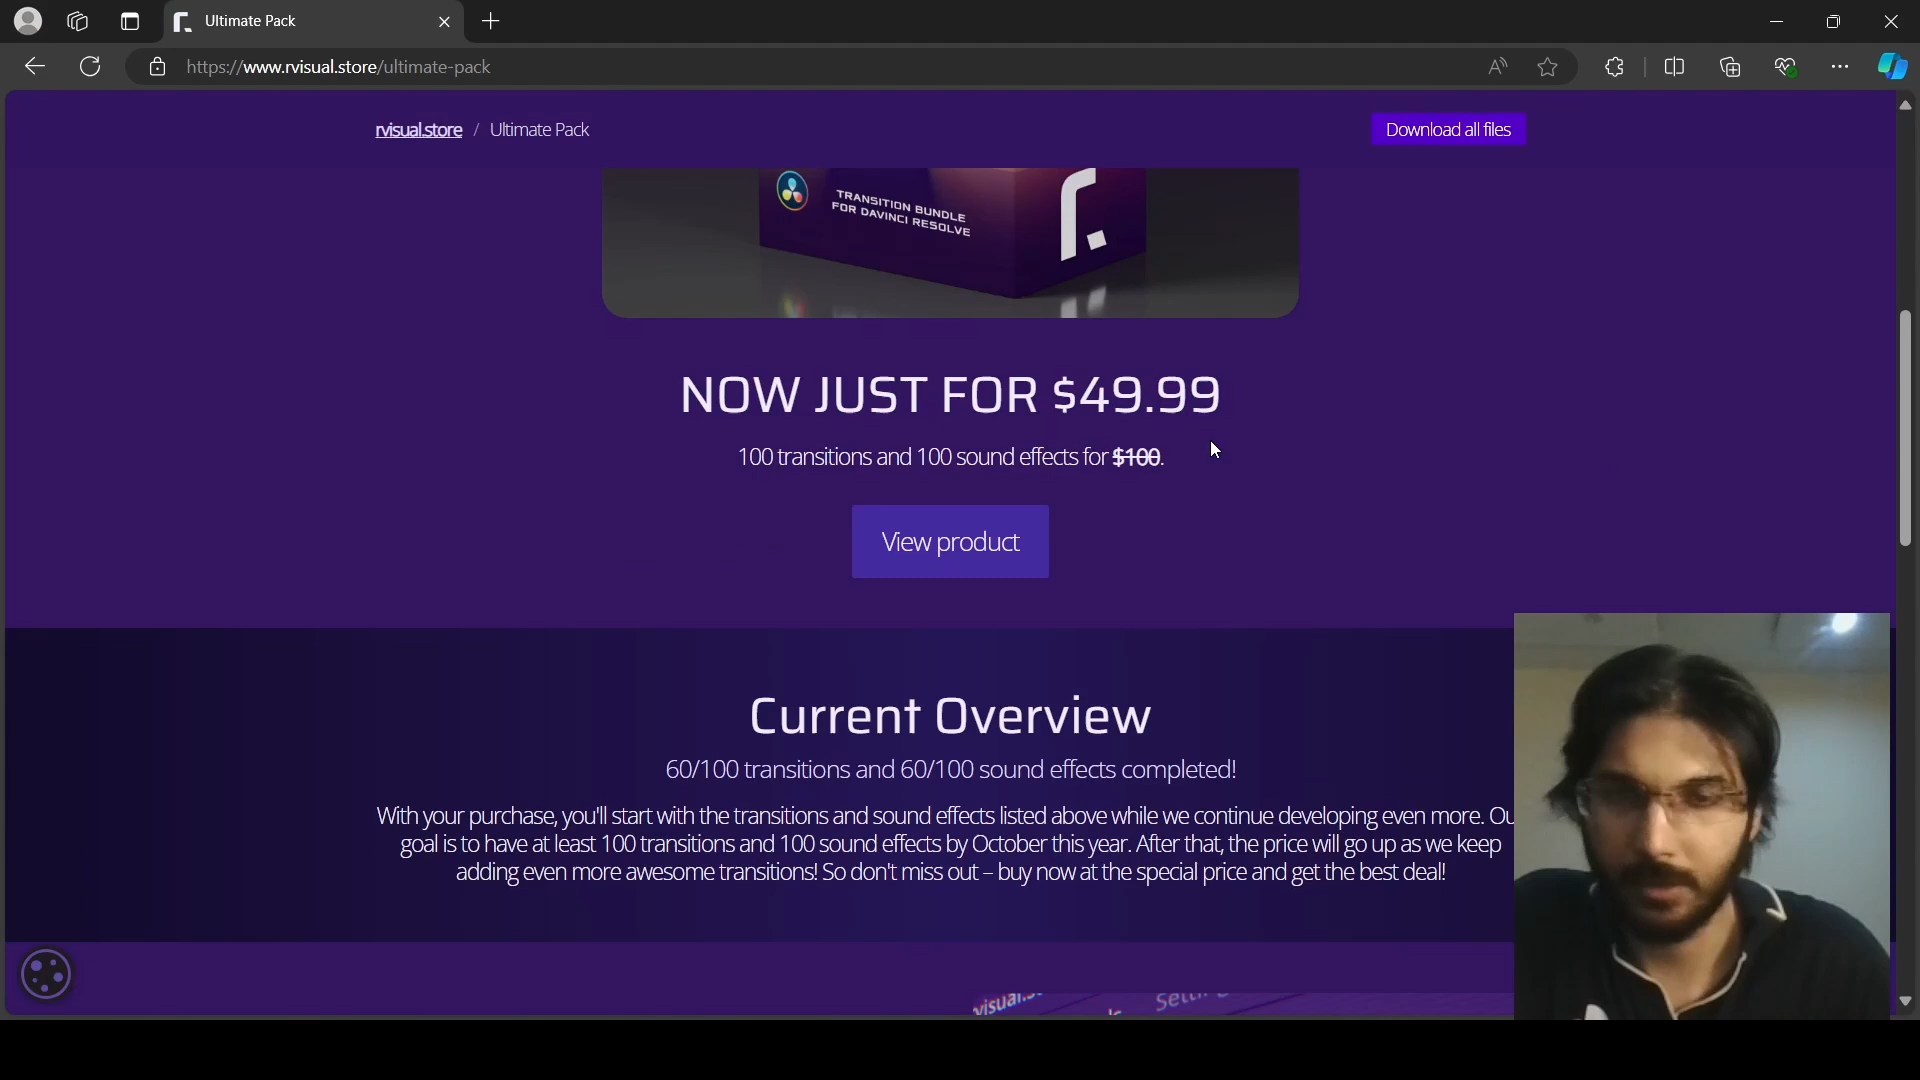 Ultimate Pack
https://www.rvisual.store/ultimate-pack
rvisual.store / Ultimate Pack
Download all files
TRANSITION BUNDLE
FOR DAVINCI RESOLVE
r.
NOW JUST FOR $49.99
100 transitions and 100 sound effects for $100.
View product
Current Overview
60/100 transitions and 60/100 sound effects completed!
With your purchase, you'll start with the transitions and sound effects listed above while we continue developing even more. Ou
goal is to have at least 100 transitions and 100 sound effects by October this year. After that, the price will go up as we keep
adding even more awesome transitions! So don't miss out – buy now at the special price and get the best deal!